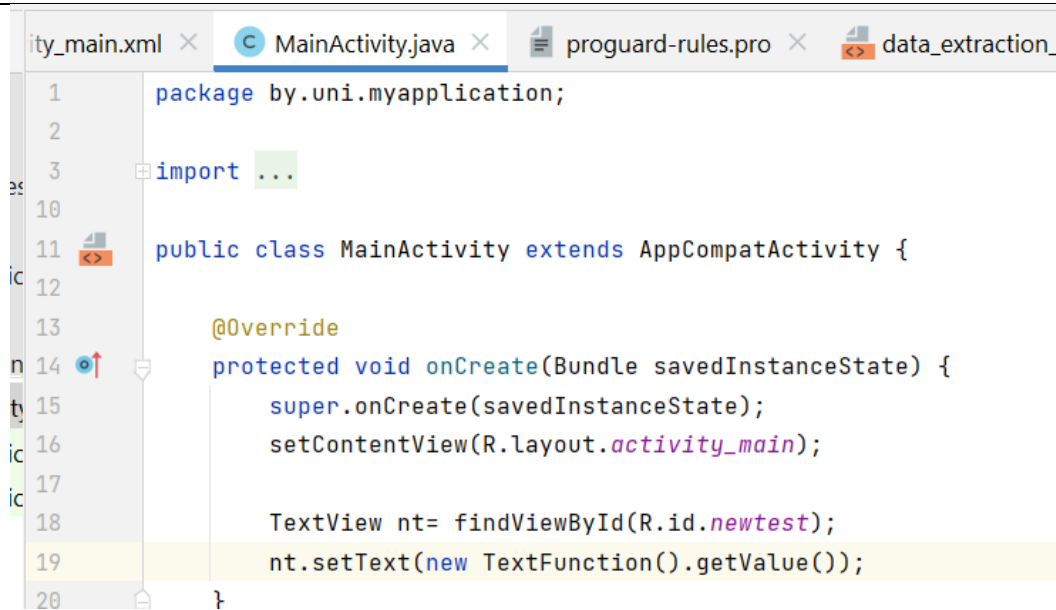 ity_main.xml MainActivity.java proguard-rules.pro data_extraction_
1 package by.uni.myapplication;
2
3 import ...
10
11 public class MainActivity extends AppCompatActivity {
12
13 @Override
14 protected void onCreate(Bundle savedInstanceState) {
15 super.onCreate(savedInstanceState);
16 setContentView(R.layout.activity_main);
17
18 TextView nt= findViewById(R.id.newtest);
19 nt.setText(new TextFunction().getValue());
20 }